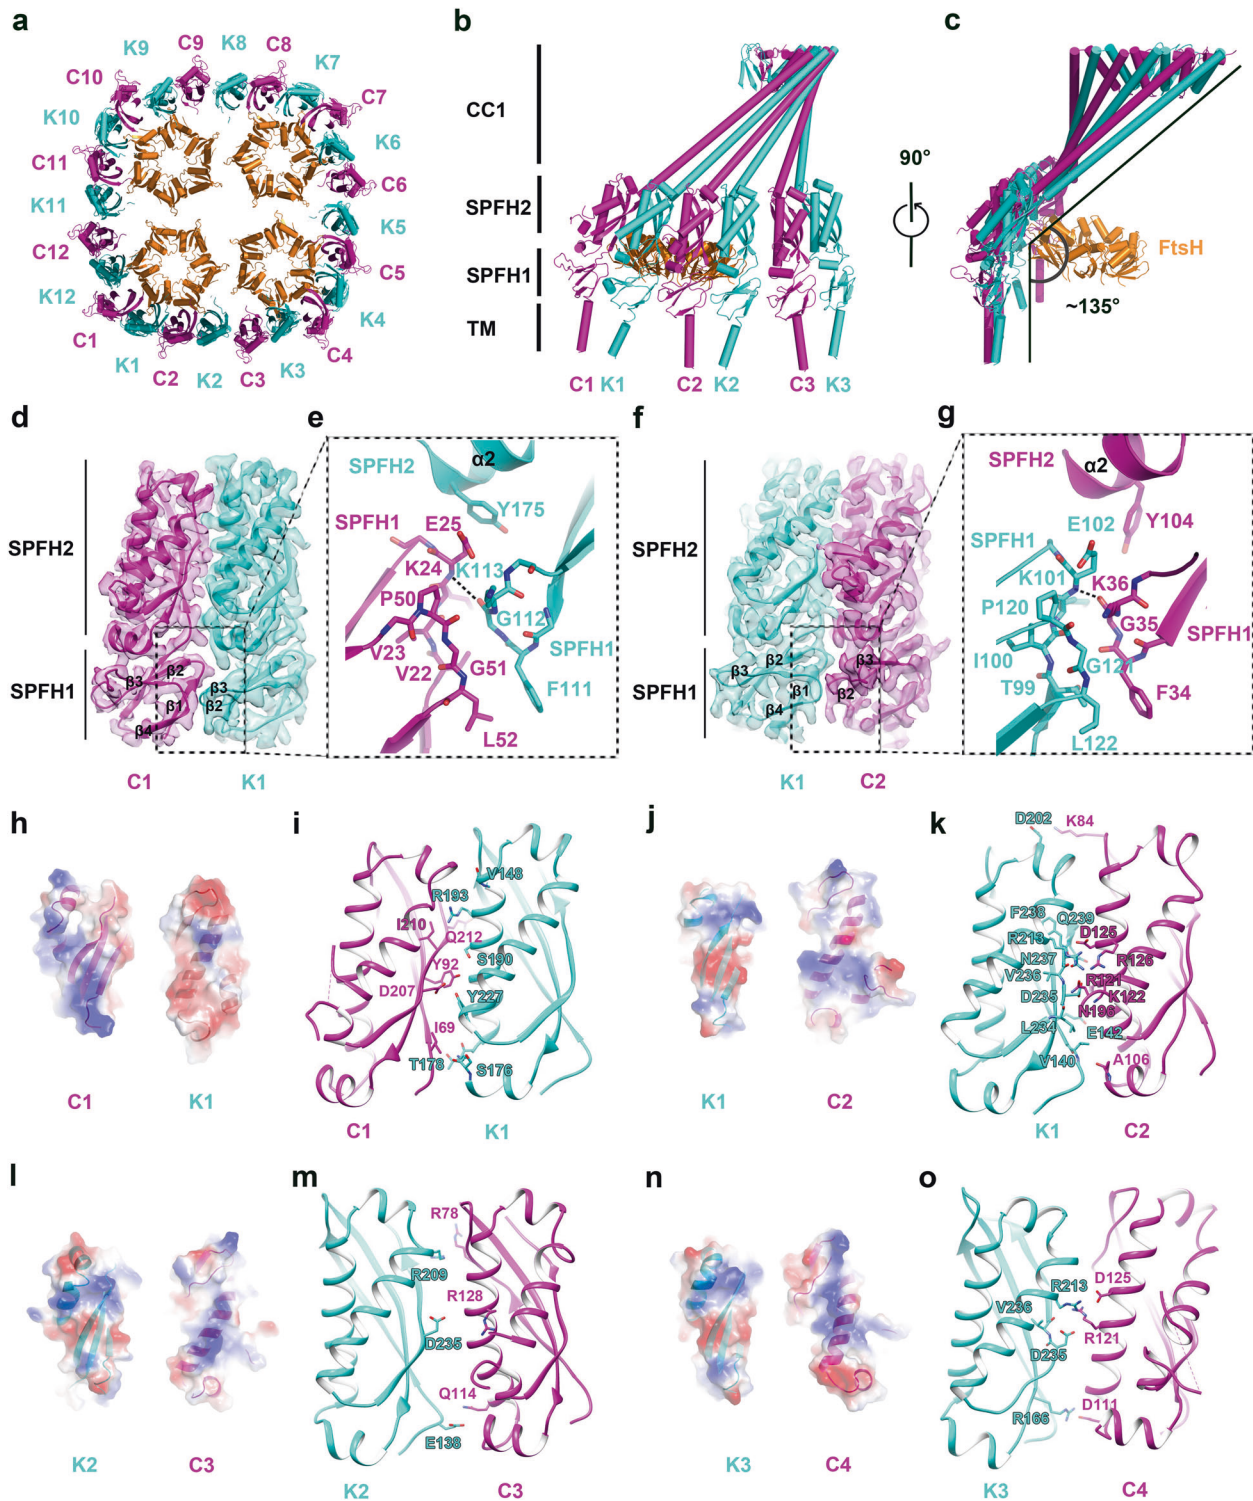 a
K9
C9
K8
C8
K7
C10
C7
K10
K6
C11
C6
K11
K5
C12
C5
K12
K4
C1
C4
K1
C2
K2
C3
K3
b
CC1
SPFH2
SPFH1
TM
C1 K1
C2
K2
C3
K3
c
90°
FtsH
~135°
d
SPFH2
SPFH1
β3
β2
β1
β4
β3
β2
C1
K1
e
SPFH2
α2
Y175
SPFH1
E25
K24
K113
P50
G112
V23
V22
G51
SPFH1
F111
L52
f
SPFH2
SPFH1
β3
β2
β1
β4
β3
β2
K1
C2
g
SPFH2
α2
Y104
SPFH1
E102
K101
K36
P120
G35
I100
G121
SPFH1
T99
F34
L122
h
C1
K1
i
V148
R193
I210
Q212
S190
Y92
D207
Y227
I69
T178
S176
C1
K1
j
K1
C2
k
D202
K84
F238
Q239
R213
D125
N237
R126
V236
R121
D235
K122
N196
L234
E142
V140
A106
K1
C2
l
K2
C3
m
R78
R209
R128
D235
Q114
E138
K2
C3
n
K3
C4
o
R213
D125
V236
R121
D235
R166
D111
K3
C4